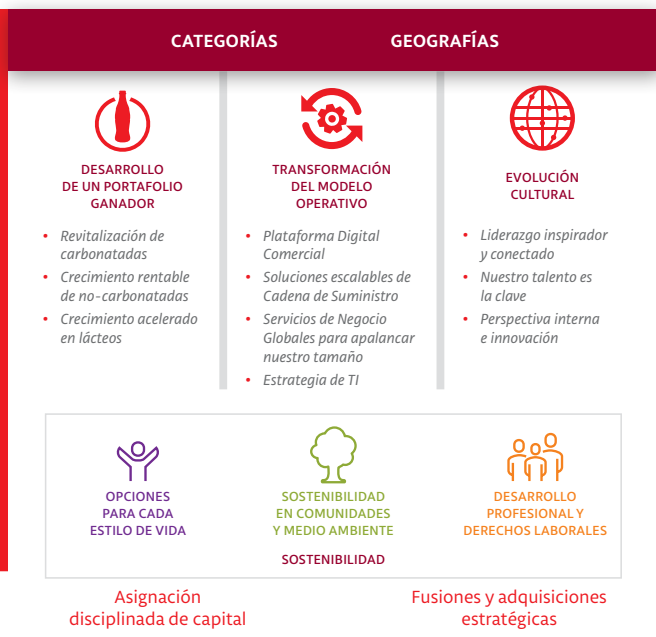 CATEGORÍAS
GEOGRAFÍAS
DESARROLLO
DE UN PORTAFOLIO
GANADOR
• Revitalización de
carbonatadas
• Crecimiento rentable
de no-carbonatadas
• Crecimiento acelerado
en lácteos
TRANSFORMACIÓN
DEL MODELO
OPERATIVO
• Plataforma Digital
Comercial
• Soluciones escalables de
Cadena de Suministro
• Servicios de Negocio
Globales para apalancar
nuestro tamaño
• Estrategia de TI
EVOLUCIÓN
CULTURAL
• Liderazgo inspirador
y conectado
• Nuestro talento es
la clave
• Perspectiva interna
e innovación
OPCIONES
PARA CADA
ESTILO DE VIDA
SOSTENIBILIDAD
EN COMUNIDADES
Y MEDIO AMBIENTE
DESARROLLO
PROFESIONAL Y
DERECHOS LABORALES
SOSTENIBILIDAD
Asignación
disciplinada de capital
Fusiones y adquisiciones
estratégicas